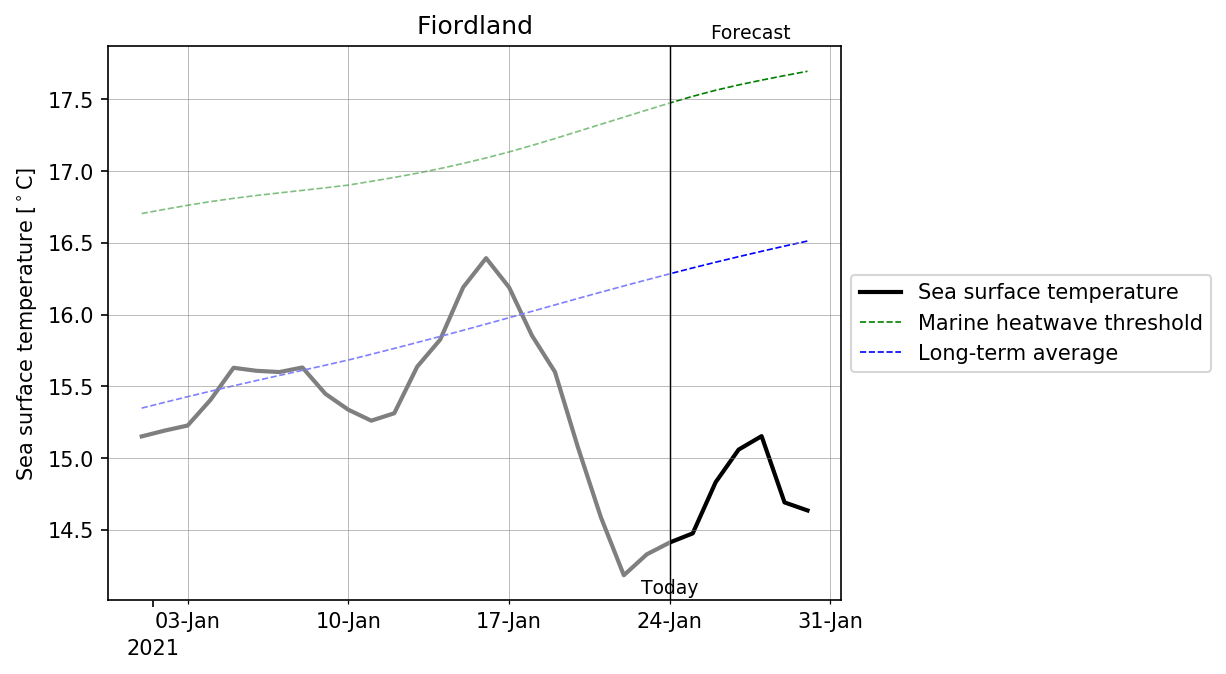 Fiordland
Forecast
17.5
17.0
16.5
16.0
15.5
15.0
14.5
Sea surface temperature [°C]
Sea surface temperature
Marine heatwave threshold
Long-term average
Today
03-Jan 10-Jan 17-Jan 24-Jan 31-Jan
2021